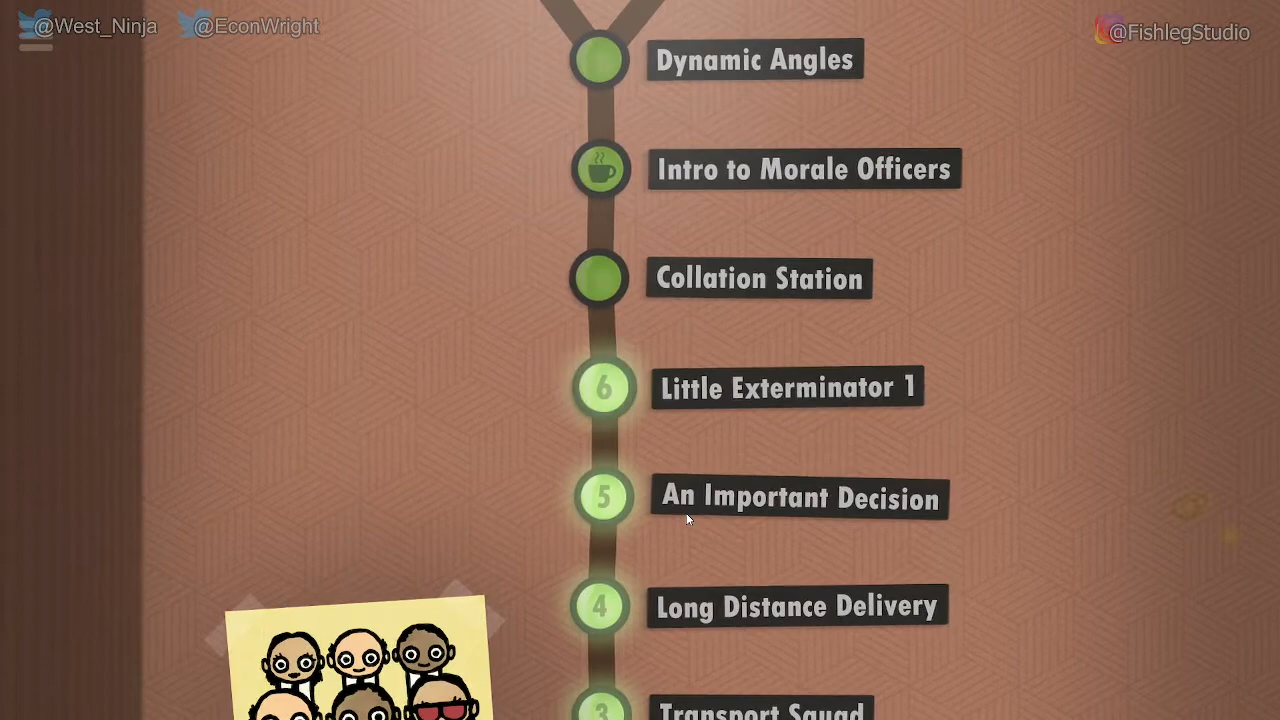 @West_Ninja @EconWright @FishlegStudio
Dynamic Angles
Intro to Morale Officers
Collation Station
6 Little Exterminator 1
5 An Important Decision
4 Long Distance Delivery
3 Transport Squad